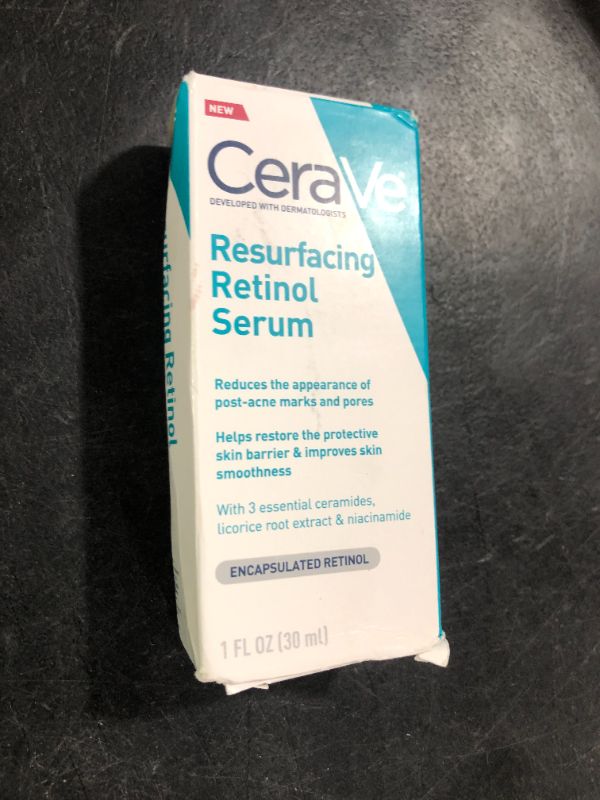 NEW
CeraVe
DEVELOPED WITH DERMATOLOGISTS
Resurfacing
Retinol
Serum
Reduces the appearance of
post-acne marks and pores
Helps restore the protective
skin barrier & improves skin
smoothness
With 3 essential ceramides,
licorice root extract & niacinamide
ENCAPSULATED RETINOL
1 FL OZ (30 ml)
Retinol